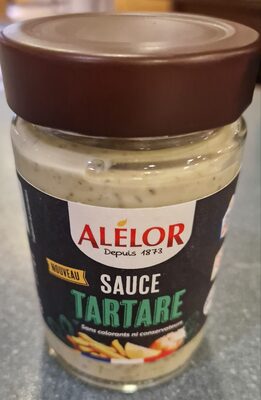 ALÉLOR
Depuis 1873
NOUVEAU
SAUCE
TARTARE
Sans colorants ni conservateurs